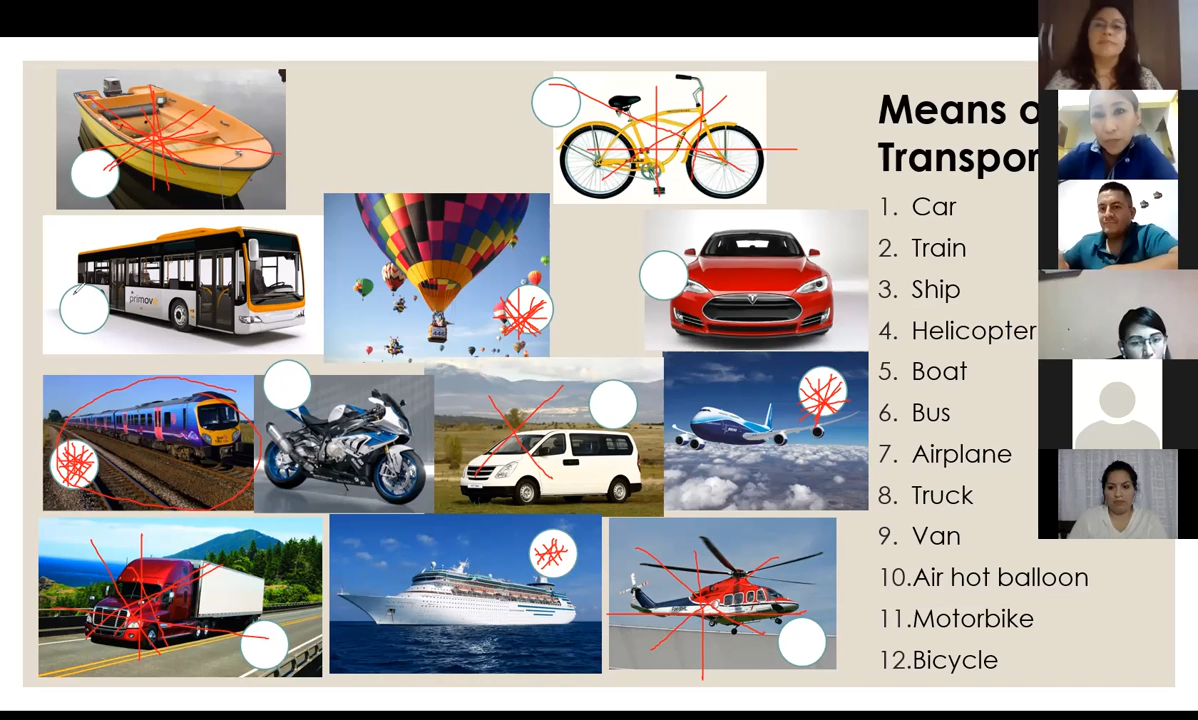 Means o
Transpor
1. Car
2. Train
3. Ship
4. Helicopter
5. Boat
6. Bus
7. Airplane
8. Truck
9. Van
10.Air hot balloon
11.Motorbike
12.Bicycle
primove